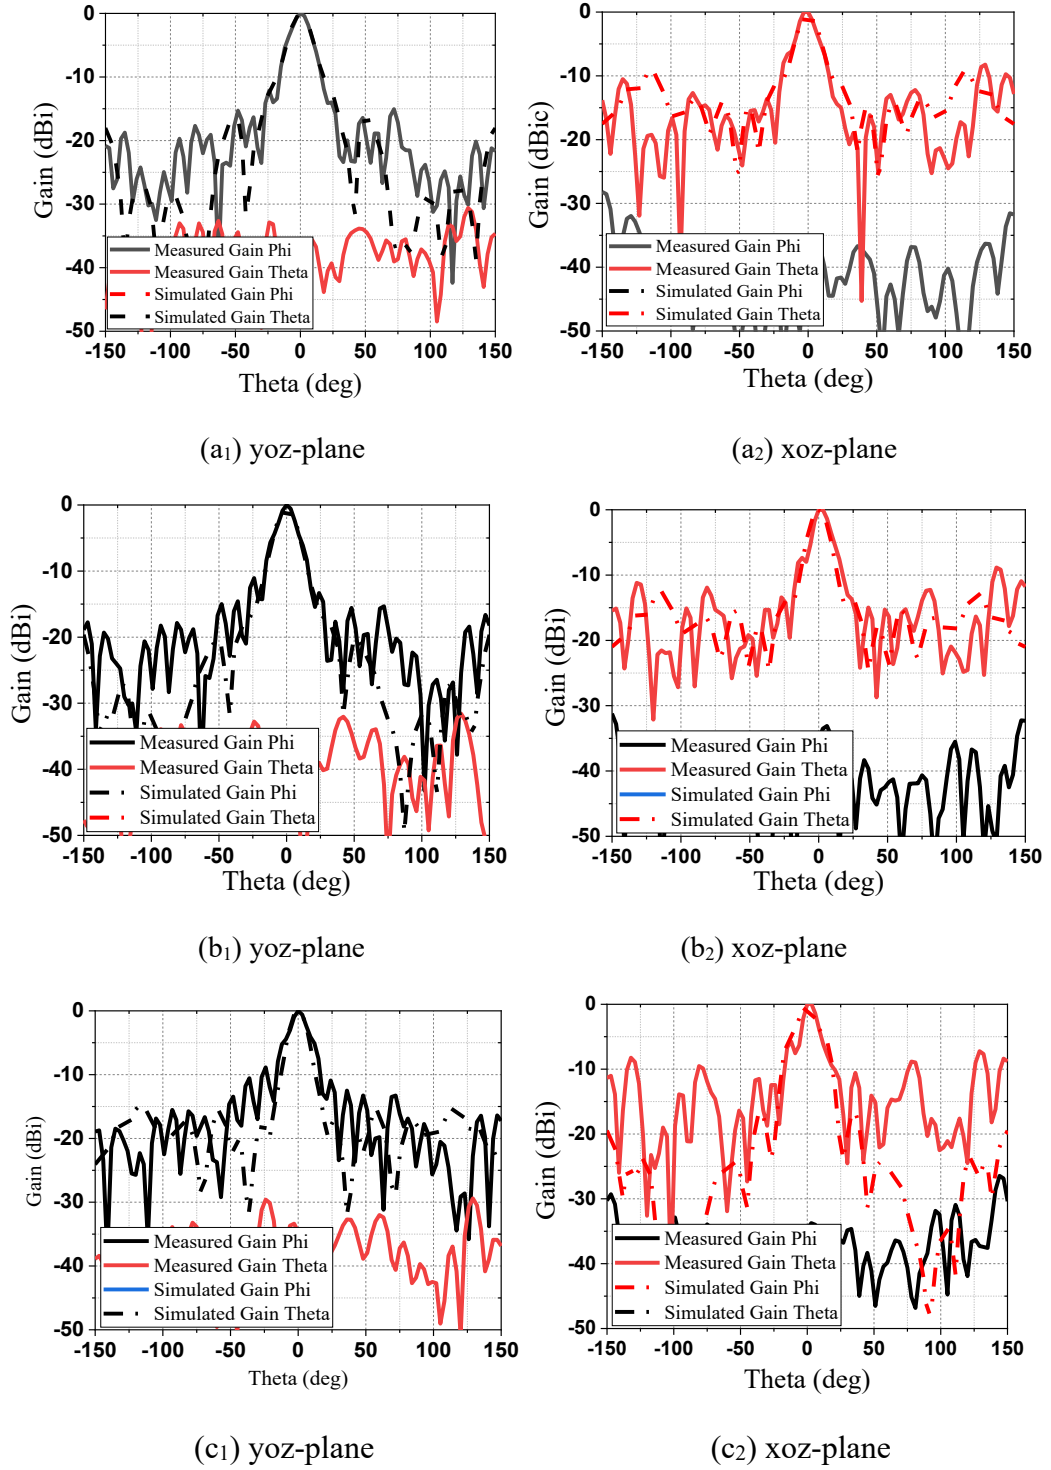 0
-10
-20
-30
-40
-50
Gain (dBi)
Measured Gain Phi
Measured Gain Theta
Simulated Gain Phi
Simulated Gain Theta
-150 -100 -50 0 50 100 150
Theta (deg)
(a₁) yoz-plane
0
-10
-20
-30
-40
-50
Gain (dBic)
Measured Gain Phi
Measured Gain Theta
Simulated Gain Phi
Simulated Gain Theta
-150 -100 -50 0 50 100 150
Theta (deg)
(a₂) xoz-plane
0
-10
-20
-30
-40
-50
Gain (dBi)
Measured Gain Phi
Measured Gain Theta
Simulated Gain Phi
Simulated Gain Theta
-150 -100 -50 0 50 100 150
Theta (deg)
(b₁) yoz-plane
0
-10
-20
-30
-40
-50
Gain (dBi)
Measured Gain Phi
Measured Gain Theta
Simulated Gain Phi
Simulated Gain Theta
-150 -100 -50 0 50 100 150
Theta (deg)
(b₂) xoz-plane
0
-10
-20
-30
-40
-50
Gain (dBi)
Measured Gain Phi
Measured Gain Theta
Simulated Gain Phi
Simulated Gain Theta
-150 -100 -50 0 50 100 150
Theta (deg)
(c₁) yoz-plane
0
-10
-20
-30
-40
-50
Gain (dBi)
Measured Gain Phi
Measured Gain Theta
Simulated Gain Phi
Simulated Gain Theta
-150 -100 -50 0 50 100 150
Theta (deg)
(c₂) xoz-plane